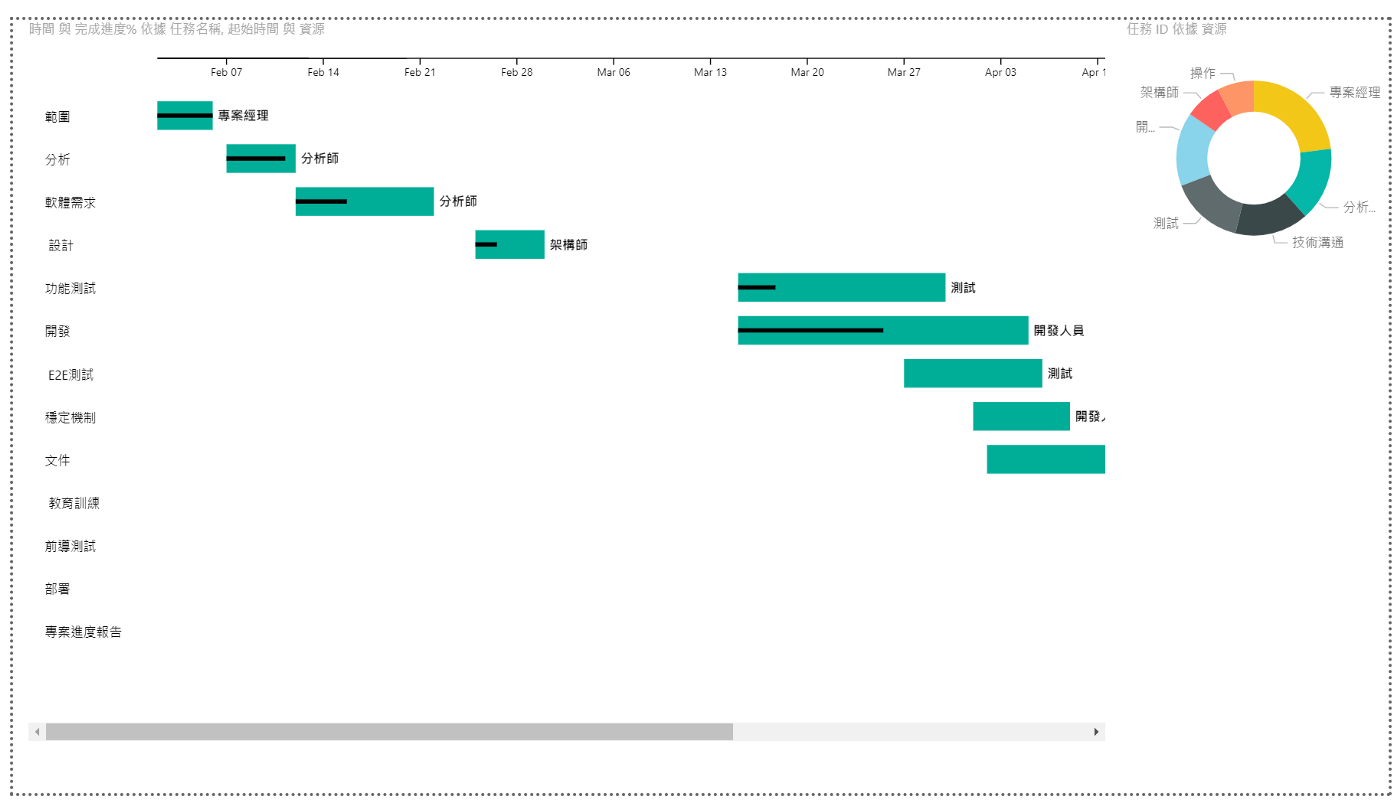 時間 與 完成進度% 依據 任務名稱, 起始時間 與 資源
Feb 07 Feb 14 Feb 21 Feb 28 Mar 06 Mar 13 Mar 20 Mar 27 Apr 03 Apr 1
範圍 專案經理
分析 分析師
軟體需求 分析師
設計 架構師
功能測試 測試
開發 開發人員
E2E測試 測試
穩定機制 開發
文件
教育訓練
前導測試
部署
專案進度報告
任務 ID 依據 資源
操作
架構師
專案經理
開...
分析...
測試
技術溝通